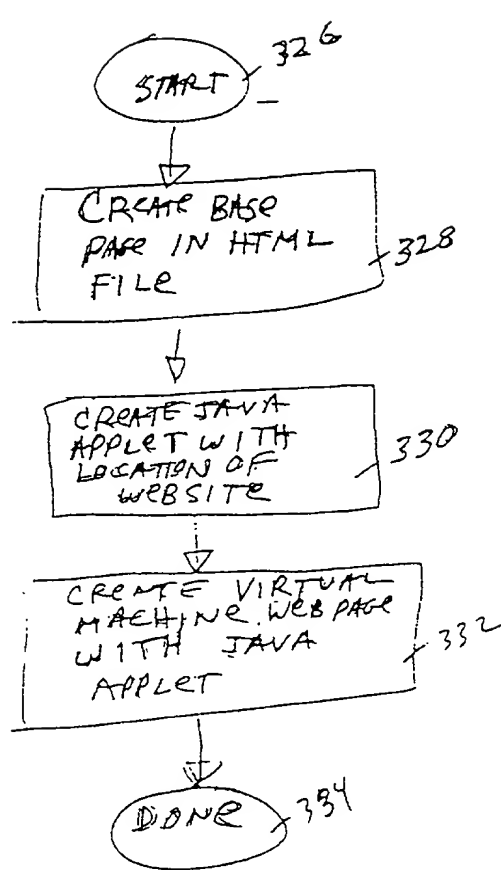 326
START
CREATE BASE
PAGE IN HTML
FILE
328
CREATE JAVA
APPLET WITH
LOCATION OF
WEBSITE
330
CREATE VIRTUAL
MACHINE WEB PAGE
WITH JAVA
APPLET
332
DONE
334